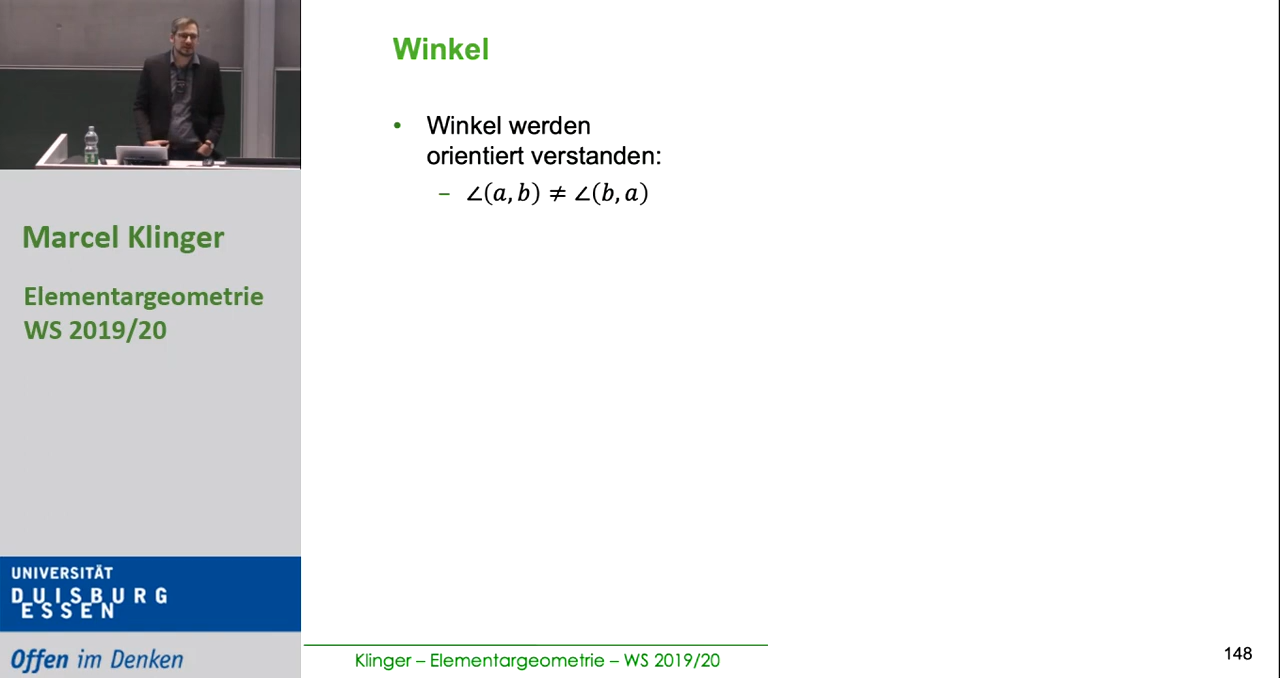 Winkel
• Winkel werden
orientiert verstanden:
– ∠(a, b) ≠ ∠(b, a)
Marcel Klinger
Elementargeometrie
WS 2019/20
UNIVERSITÄT
DUISBURG
ESSEN
Offen im Denken
Klinger – Elementargeometrie – WS 2019/20
148